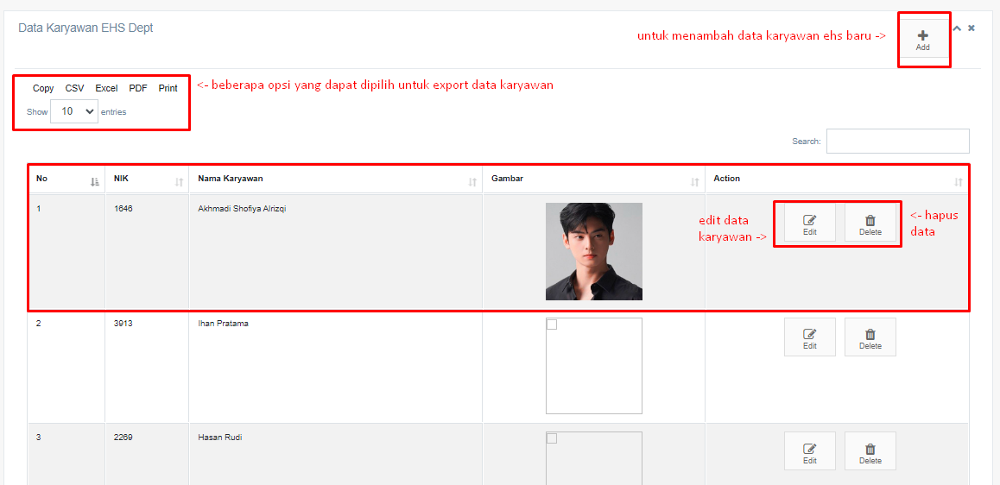 Data Karyawan EHS Dept
untuk menambah data karyawan ehs baru ->
Add
Copy CSV Excel PDF Print
<- beberapa opsi yang dapat dipilih untuk export data karyawan
Show 10 entries
Search:
No NIK Nama Karyawan Gambar Action
1 1646 Akhmadi Shofiya Alrizqi
edit data
karyawan ->
Edit Delete
<- hapus
data
2 3913 Ihan Pratama
Edit Delete
3 2269 Hasan Rudi
Edit Delete